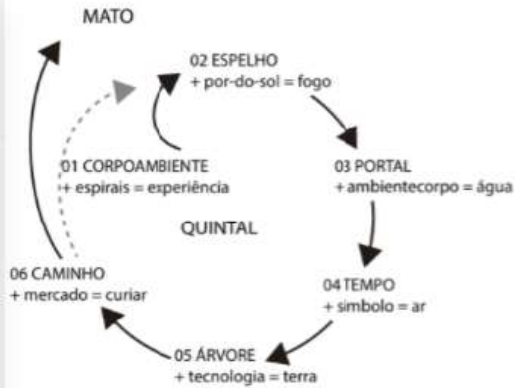 MATO
02 ESPELHO
+ por-do-sol = fogo
01 CORPOAMBIENTE
+ espirais = experiência
03 PORTAL
+ambientecorpo = água
QUINTAL
06 CAMINHO
+ mercado = curiar
04 TEMPO
+ simbolo = ar
05 ÁRVORE
+ tecnologia = terra